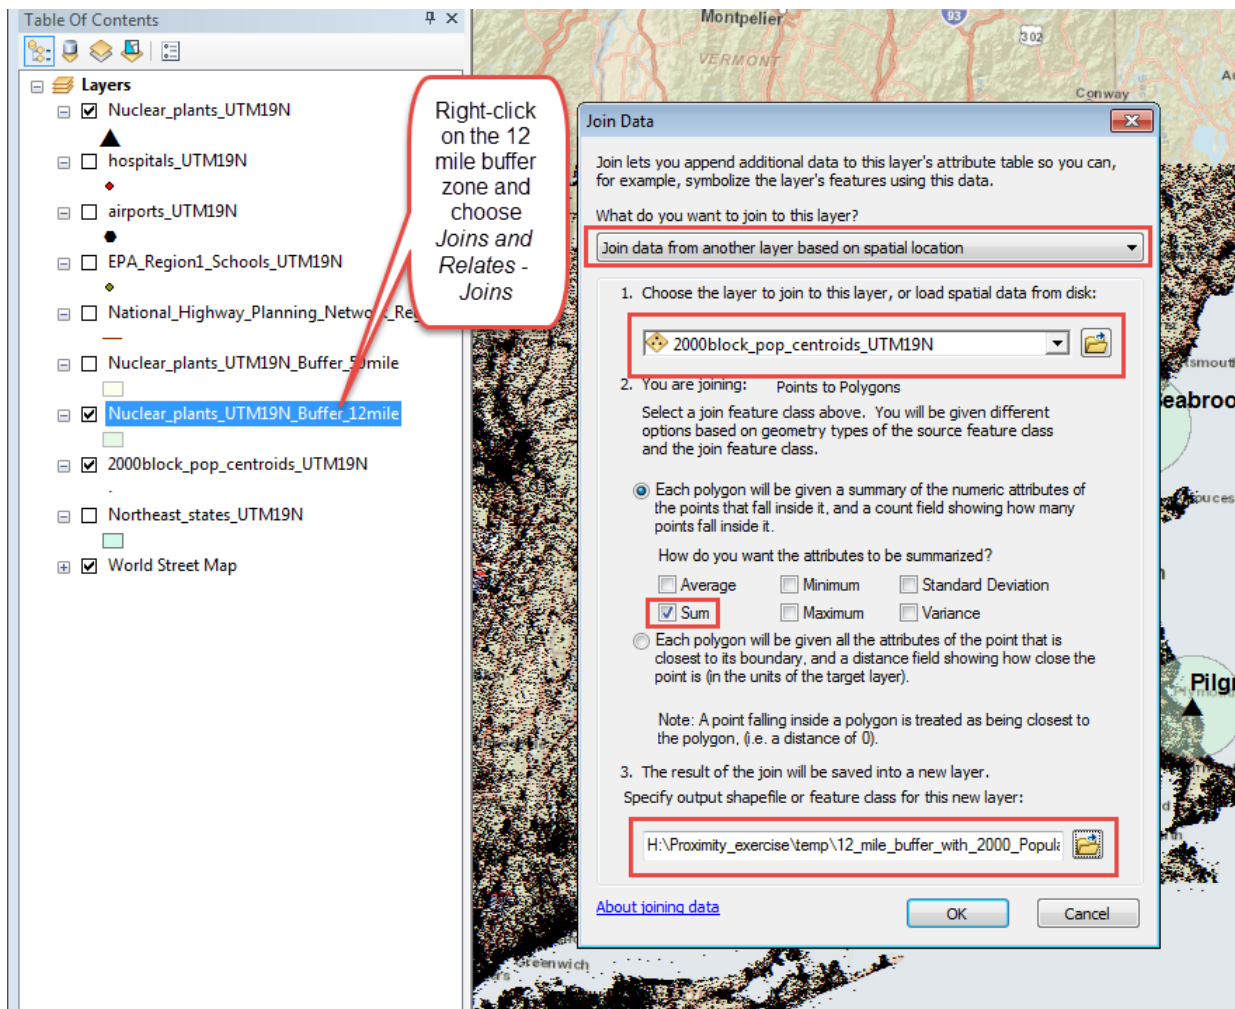 Table Of Contents
Layers
Nuclear_plants_UTM19N
hospitals_UTM19N
airports_UTM19N
EPA_Region1_Schools_UTM19N
National_Highway_Planning_Network_Reg
Nuclear_plants_UTM19N_Buffer_50mile
Nuclear_plants_UTM19N_Buffer_12mile
2000block_pop_centroids_UTM19N
Northeast_states_UTM19N
World Street Map
Right-click
on the 12
mile buffer
zone and
choose
Joins and
Relates -
Joins
Montpelier
VERMONT
93
302
Conway
Join Data
Join lets you append additional data to this layer's attribute table so you can,
for example, symbolize the layer's features using this data.
What do you want to join to this layer?
Join data from another layer based on spatial location
1. Choose the layer to join to this layer, or load spatial data from disk:
2000block_pop_centroids_UTM19N
2. You are joining: Points to Polygons
Select a join feature class above. You will be given different
options based on geometry types of the source feature class
and the join feature class.
Each polygon will be given a summary of the numeric attributes of
the points that fall inside it, and a count field showing how many
points fall inside it.
How do you want the attributes to be summarized?
Average Minimum Standard Deviation
Sum Maximum Variance
Each polygon will be given all the attributes of the point that is
closest to its boundary, and a distance field showing how close the
point is (in the units of the target layer).
Note: A point falling inside a polygon is treated as being closest to
the polygon, (i.e. a distance of 0).
3. The result of the join will be saved into a new layer.
Specify output shapefile or feature class for this new layer:
H:\Proximity_exercise\temp\12_mile_buffer_with_2000_Popula
About joining data
OK Cancel
tsmout
eabroo
ouces
Pilgr
Greenwich